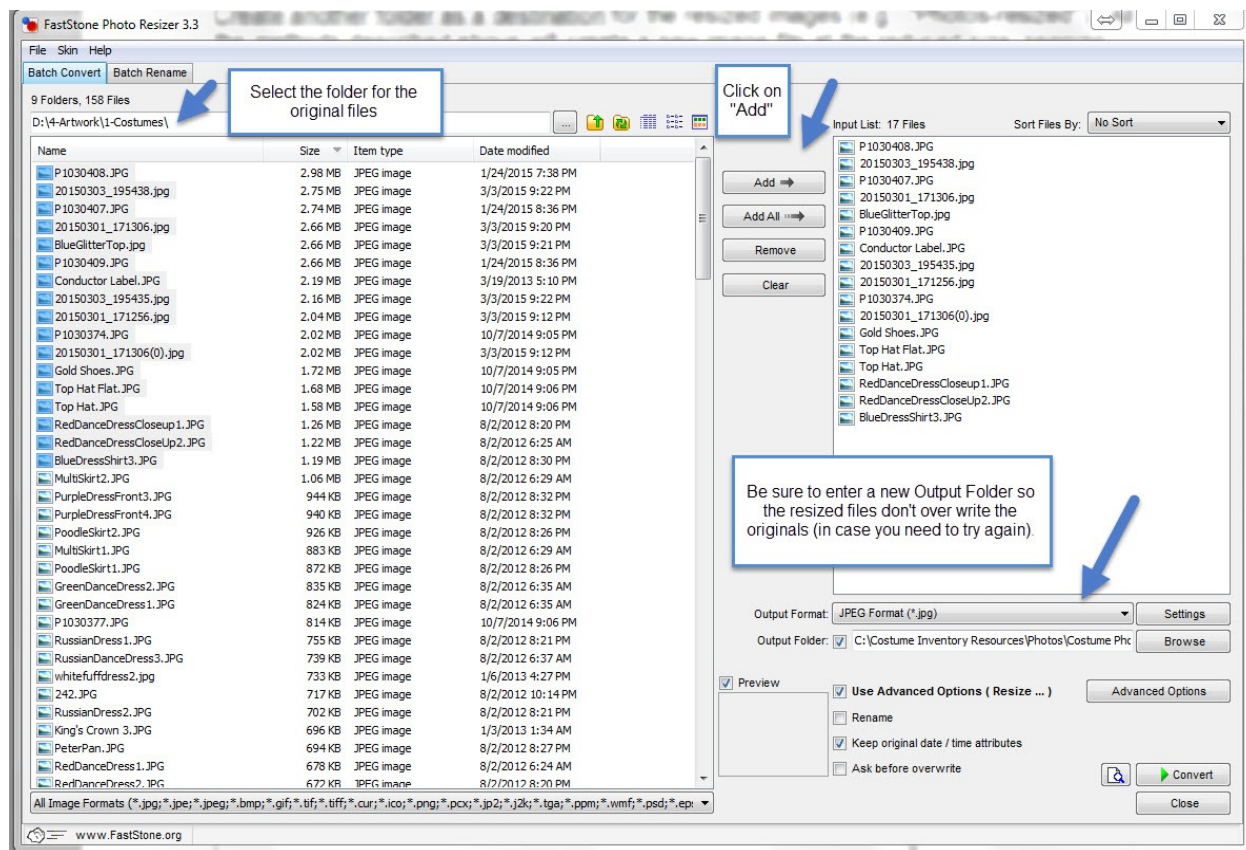 Create another folder as a destination for the resized images (e.g. "Photos-resized"
FastStone Photo Resizer 3.3
File Skin Help
Batch Convert Batch Rename
9 Folders, 158 Files
D:\4-Artwork\1-Costumes\
...
Select the folder for the
original files
Click on
"Add"
Name Size Item type Date modified
P1030408.JPG 2.98 MB JPEG image 1/24/2015 7:38 PM
20150303_195438.jpg 2.75 MB JPEG image 3/3/2015 9:22 PM
P1030407.JPG 2.74 MB JPEG image 1/24/2015 8:36 PM
20150301_171306.jpg 2.66 MB JPEG image 3/3/2015 9:20 PM
BlueGlitterTop.jpg 2.66 MB JPEG image 3/3/2015 9:21 PM
P1030409.JPG 2.66 MB JPEG image 1/24/2015 8:36 PM
Conductor Label.JPG 2.19 MB JPEG image 3/19/2013 5:10 PM
20150303_195435.jpg 2.16 MB JPEG image 3/3/2015 9:22 PM
20150301_171256.jpg 2.04 MB JPEG image 3/3/2015 9:12 PM
P1030374.JPG 2.02 MB JPEG image 10/7/2014 9:05 PM
20150301_171306(0).jpg 2.02 MB JPEG image 3/3/2015 9:12 PM
Gold Shoes.JPG 1.72 MB JPEG image 10/7/2014 9:05 PM
Top Hat Flat.JPG 1.68 MB JPEG image 10/7/2014 9:06 PM
Top Hat.JPG 1.58 MB JPEG image 10/7/2014 9:06 PM
RedDanceDressCloseup1.JPG 1.26 MB JPEG image 8/2/2012 8:20 PM
RedDanceDressCloseUp2.JPG 1.22 MB JPEG image 8/2/2012 6:25 AM
BlueDressShirt3.JPG 1.19 MB JPEG image 8/2/2012 8:30 PM
MultiSkirt2.JPG 1.06 MB JPEG image 8/2/2012 6:29 AM
PurpleDressFront3.JPG 944 KB JPEG image 8/2/2012 8:32 PM
PurpleDressFront4.JPG 940 KB JPEG image 8/2/2012 8:32 PM
PoodleSkirt2.JPG 926 KB JPEG image 8/2/2012 8:26 PM
MultiSkirt1.JPG 883 KB JPEG image 8/2/2012 6:29 AM
PoodleSkirt1.JPG 872 KB JPEG image 8/2/2012 8:26 PM
GreenDanceDress2.JPG 835 KB JPEG image 8/2/2012 6:35 AM
GreenDanceDress1.JPG 824 KB JPEG image 8/2/2012 6:35 AM
P1030377.JPG 814 KB JPEG image 10/7/2014 9:06 PM
RussianDress1.JPG 755 KB JPEG image 8/2/2012 8:21 PM
RussianDanceDress3.JPG 739 KB JPEG image 8/2/2012 6:37 AM
whitefuffdress2.jpg 733 KB JPEG image 1/6/2013 4:27 PM
242.JPG 717 KB JPEG image 8/2/2012 10:14 PM
RussianDress2.JPG 702 KB JPEG image 8/2/2012 8:21 PM
King's Crown 3.JPG 696 KB JPEG image 1/3/2013 1:34 AM
PeterPan.JPG 694 KB JPEG image 8/2/2012 8:27 PM
RedDanceDress1.JPG 678 KB JPEG image 8/2/2012 6:24 AM
RedDanceDress2.JPG 672 KB JPEG image 8/2/2012 8:20 PM
All Image Formats (*.jpg;*.jpe;*.jpeg;*.bmp;*.gif;*.tif;*.tiff;*.cur;*.ico;*.png;*.pcx;*.jp2;*.j2k;*.tga;*.ppm;*.wmf;*.psd;*.ep
Add
Add All
Remove
Clear
Input List: 17 Files Sort Files By: No Sort
P1030408.JPG
20150303_195438.jpg
P1030407.JPG
20150301_171306.jpg
BlueGlitterTop.jpg
P1030409.JPG
Conductor Label.JPG
20150303_195435.jpg
20150301_171256.jpg
P1030374.JPG
20150301_171306(0).jpg
Gold Shoes.JPG
Top Hat Flat.JPG
Top Hat.JPG
RedDanceDressCloseup1.JPG
RedDanceDressCloseUp2.JPG
BlueDressShirt3.JPG
Be sure to enter a new Output Folder so
the resized files don't over write the
originals (in case you need to try again).
Output Format: JPEG Format (*.jpg) Settings
Output Folder: C:\Costume Inventory Resources\Photos\Costume Phc Browse
Preview
Use Advanced Options ( Resize ... ) Advanced Options
Rename
Keep original date / time attributes
Ask before overwrite
Convert
Close
www.FastStone.org